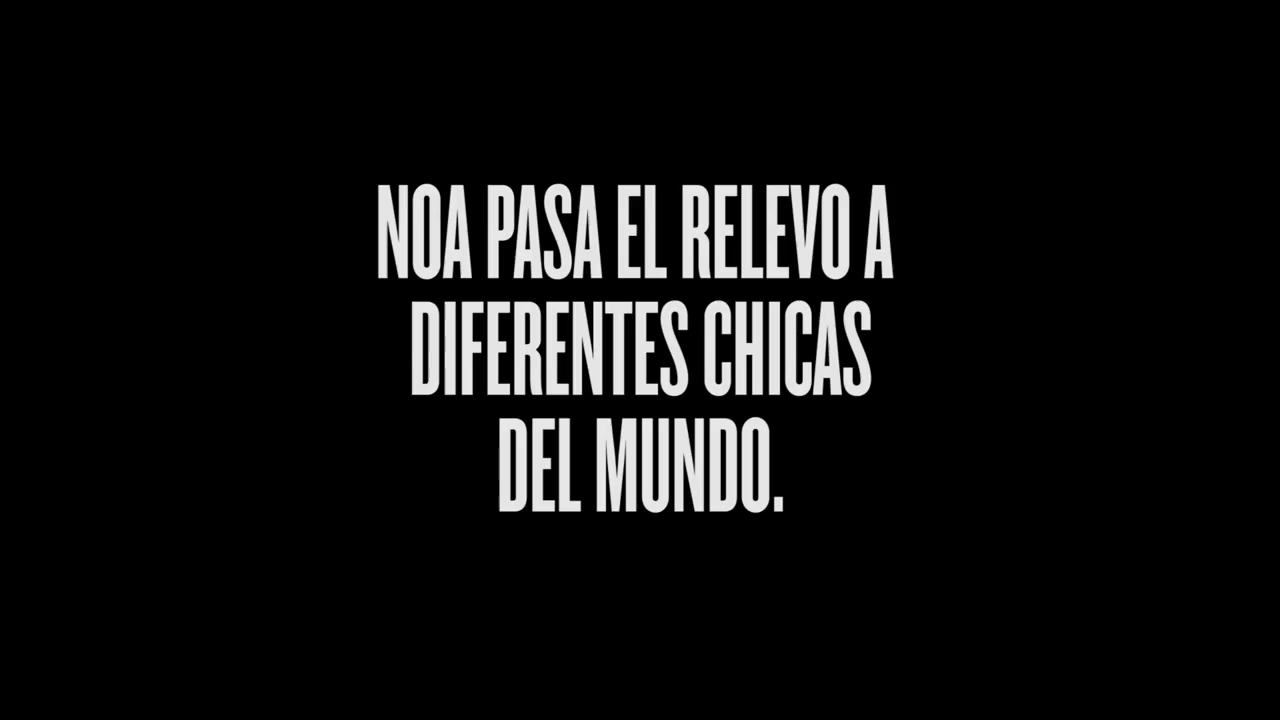 NOA PASA EL RELEVO A
DIFERENTES CHICAS
DEL MUNDO.